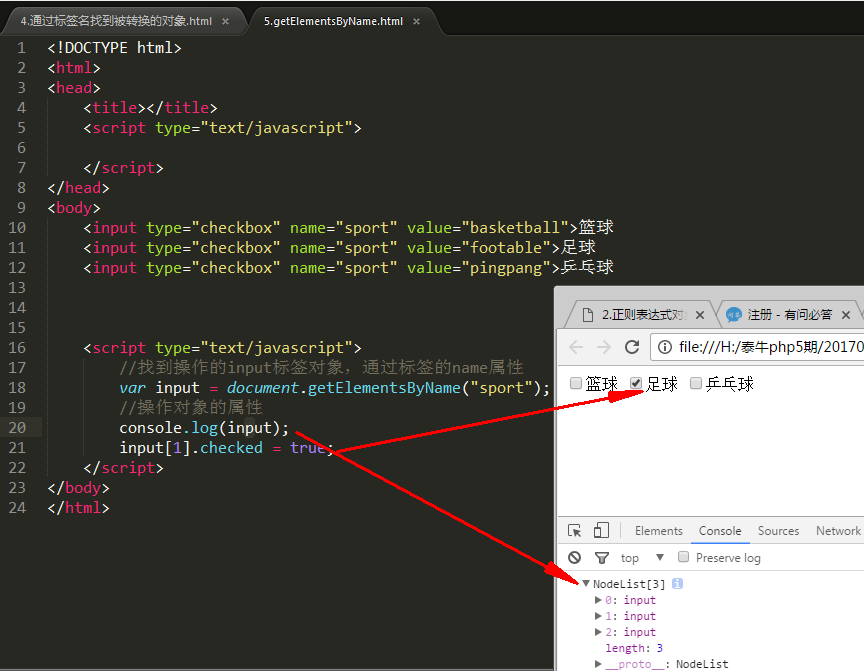 4.通过标签名找到被转换的对象.html × 5.getElementsByName.html ×
1 <!DOCTYPE html>
2 <html>
3 <head>
4 <title></title>
5 <script type="text/javascript">
6
7 </script>
8 </head>
9 <body>
10 <input type="checkbox" name="sport" value="basketball">篮球
11 <input type="checkbox" name="sport" value="footable">足球
12 <input type="checkbox" name="sport" value="pingpang">乒乓球
13
14
15
16 <script type="text/javascript">
17 //找到操作的input标签对象，通过标签的name属性
18 var input = document.getElementsByName("sport");
19 //操作对象的属性
20 console.log(input);
21 input[1].checked = true;
22 </script>
23 </body>
24 </html>
2.正则表达式对 × 注册 - 有问必答 ×
file:///H:/泰牛php5期/20170
篮球 足球 乒乓球
Elements Console Sources Network
top ▼ Preserve log
▼NodeList[3] i
▶0: input
▶1: input
▶2: input
length: 3
▶__proto__: NodeList